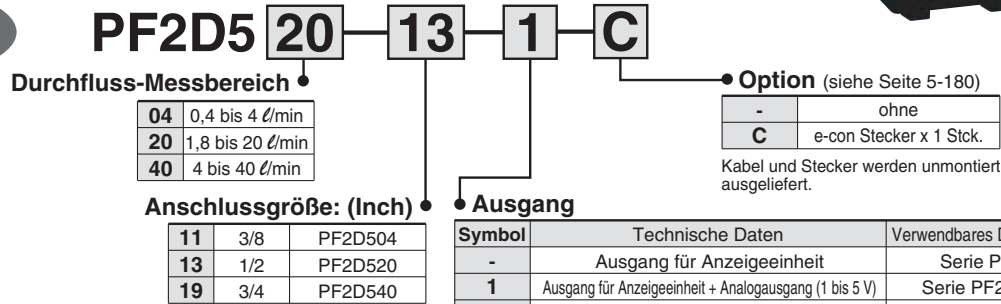 PF2D5 20 - 13 - 1 - C
Durchfluss-Messbereich
04 0,4 bis 4 ℓ/min
20 1,8 bis 20 ℓ/min
40 4 bis 40 ℓ/min
Anschlussgröße: (Inch)
11 3/8 PF2D504
13 1/2 PF2D520
19 3/4 PF2D540
Option (siehe Seite 5-180)
- ohne
C e-con Stecker x 1 Stck.
Kabel und Stecker werden unmontiert
ausgeliefert.
Ausgang
Symbol Technische Daten Verwendbares
- Ausgang für Anzeigeeinheit Serie
1 Ausgang für Anzeigeeinheit + Analogausgang (1 bis 5 V) Serie